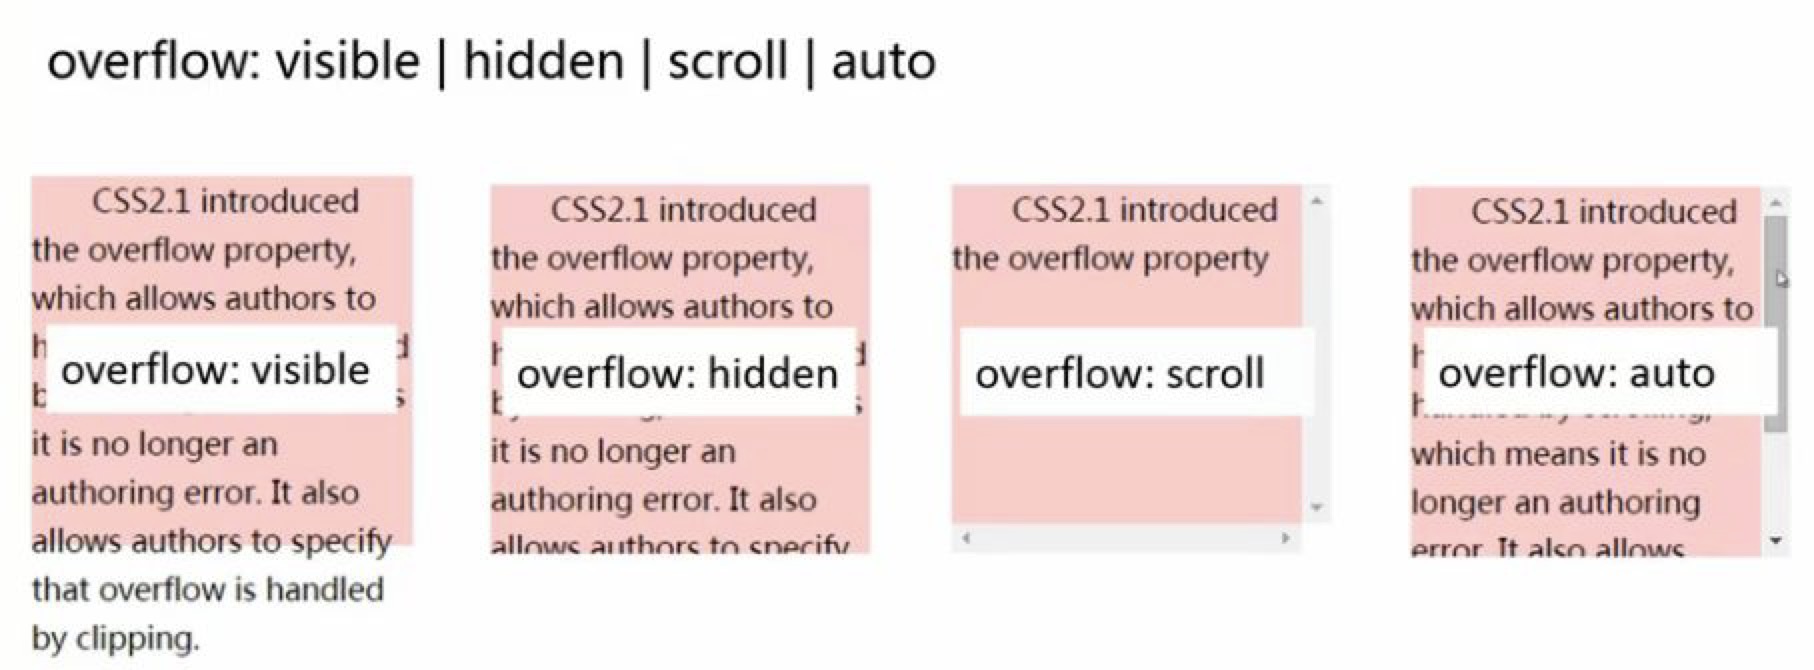 overflow: visible | hidden | scroll | auto
CSS2.1 introduced
the overflow property,
which allows authors to
overflow: visible
it is no longer an
authoring error. It also
allows authors to specify
that overflow is handled
by clipping.
CSS2.1 introduced
the overflow property,
which allows authors to
overflow: hidden
it is no longer an
authoring error. It also
allows authors to specify
CSS2.1 introduced
the overflow property
overflow: scroll
CSS2.1 introduced
the overflow property,
which allows authors to
overflow: auto
which means it is no
longer an authoring
error. It also allows